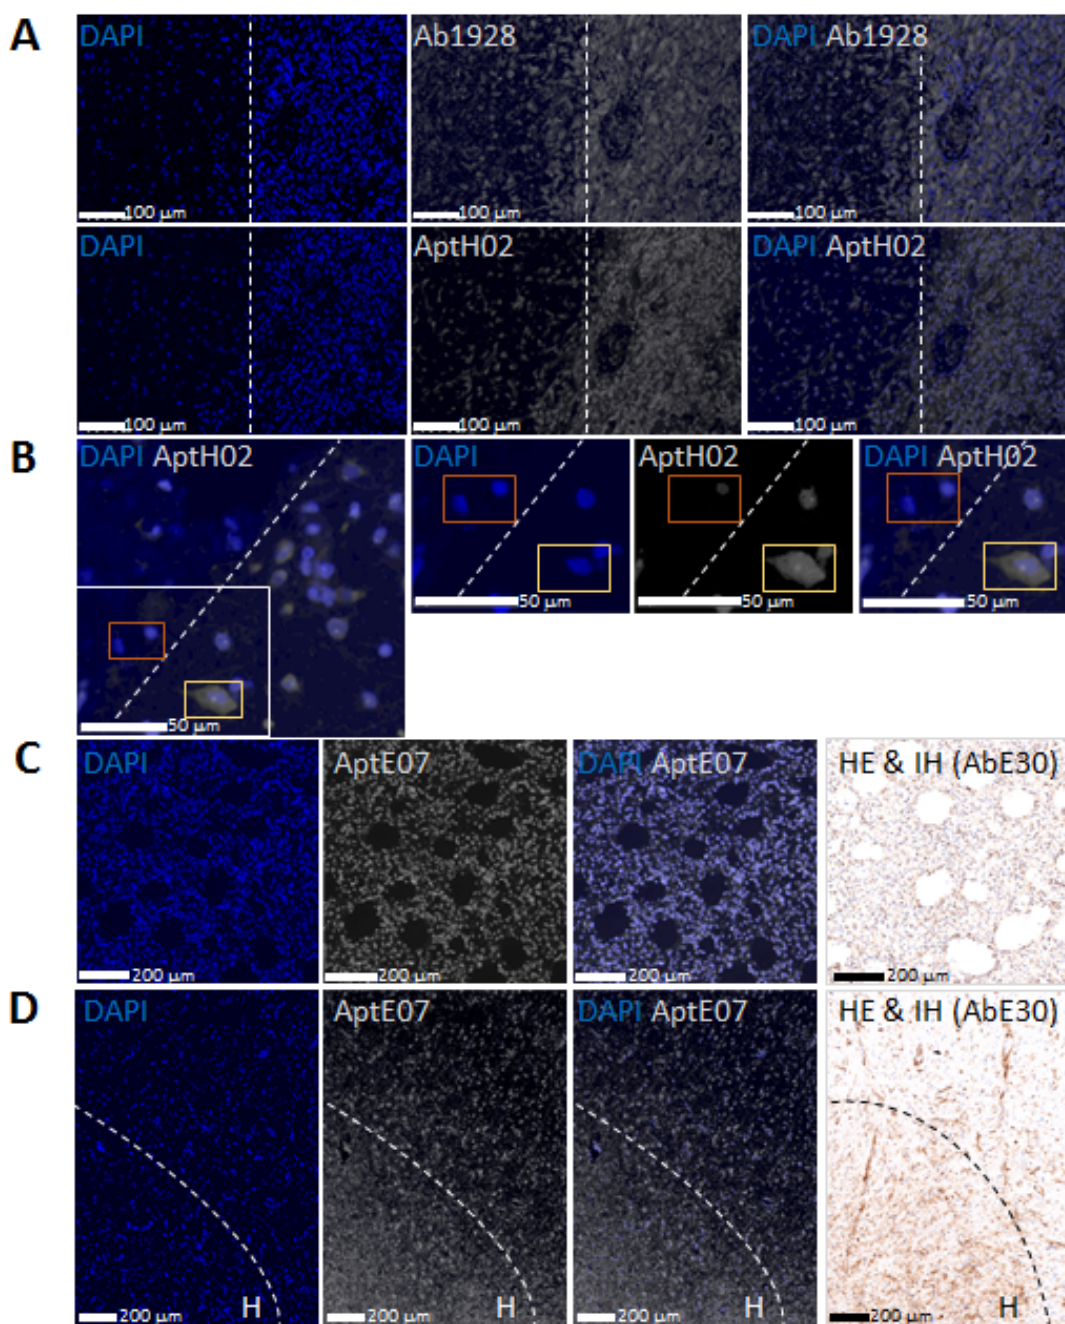 A
DAPI
Ab1928
DAPI Ab1928
100 µm
100 µm
100 µm
DAPI
AptH02
DAPI AptH02
100 µm
100 µm
100 µm
B
DAPI AptH02
DAPI
AptH02
DAPI AptH02
50 µm
50 µm
50 µm
50 µm
C
DAPI
AptE07
DAPI AptE07
HE & IH (AbE30)
200 µm
200 µm
200 µm
200 µm
D
DAPI
AptE07
DAPI AptE07
HE & IH (AbE30)
H
H
H
H
200 µm
200 µm
200 µm
200 µm